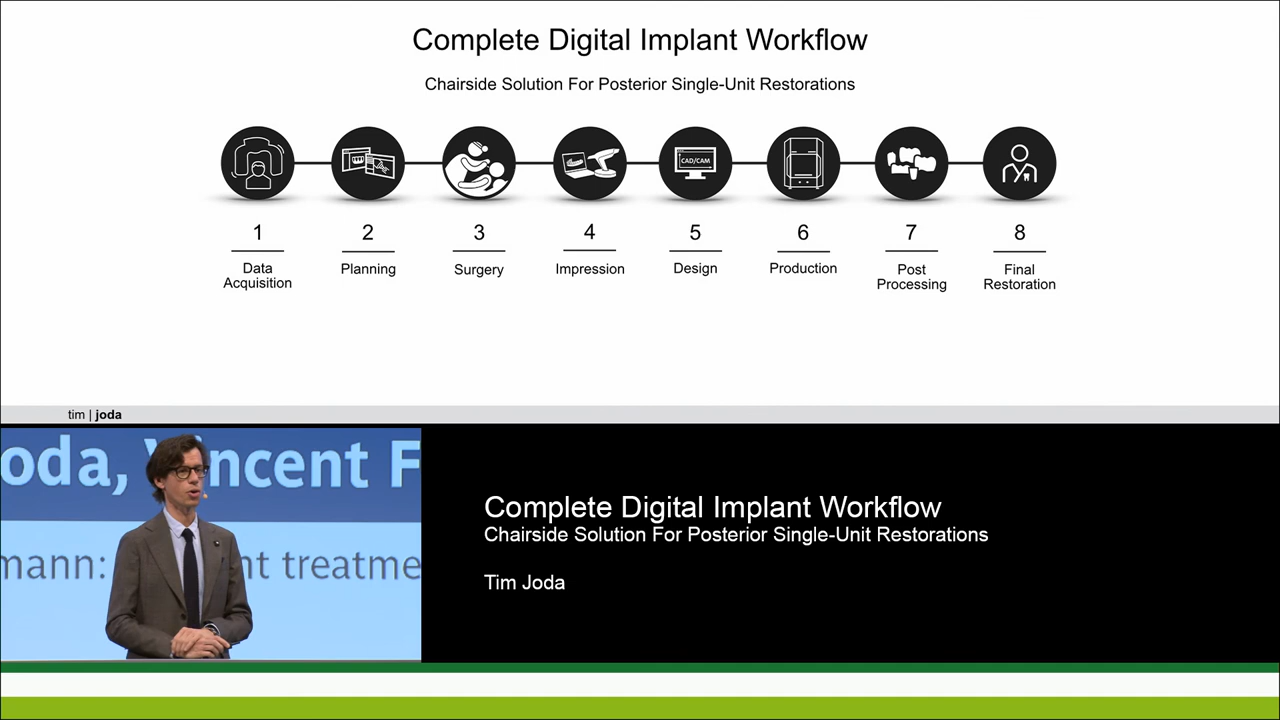 Complete Digital Implant Workflow
Chairside Solution For Posterior Single-Unit Restorations
CAD/CAM
1
2
3
4
5
6
7
8
Data
Acquisition
Planning
Surgery
Impression
Design
Production
Post
Processing
Final
Restoration
tim | joda
oda, Vincent F
mann: nt treatme
Complete Digital Implant Workflow
Chairside Solution For Posterior Single-Unit Restorations
Tim Joda